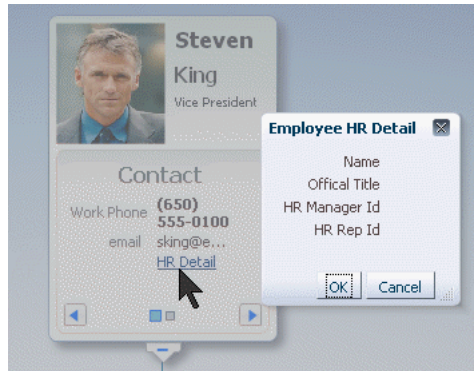 Steven
King
Vice President
Contact
Work Phone (650)
555-0100
email sking@e...
HR Detail
Employee HR Detail
Name
Offical Title
HR Manager Id
HR Rep Id
OK Cancel